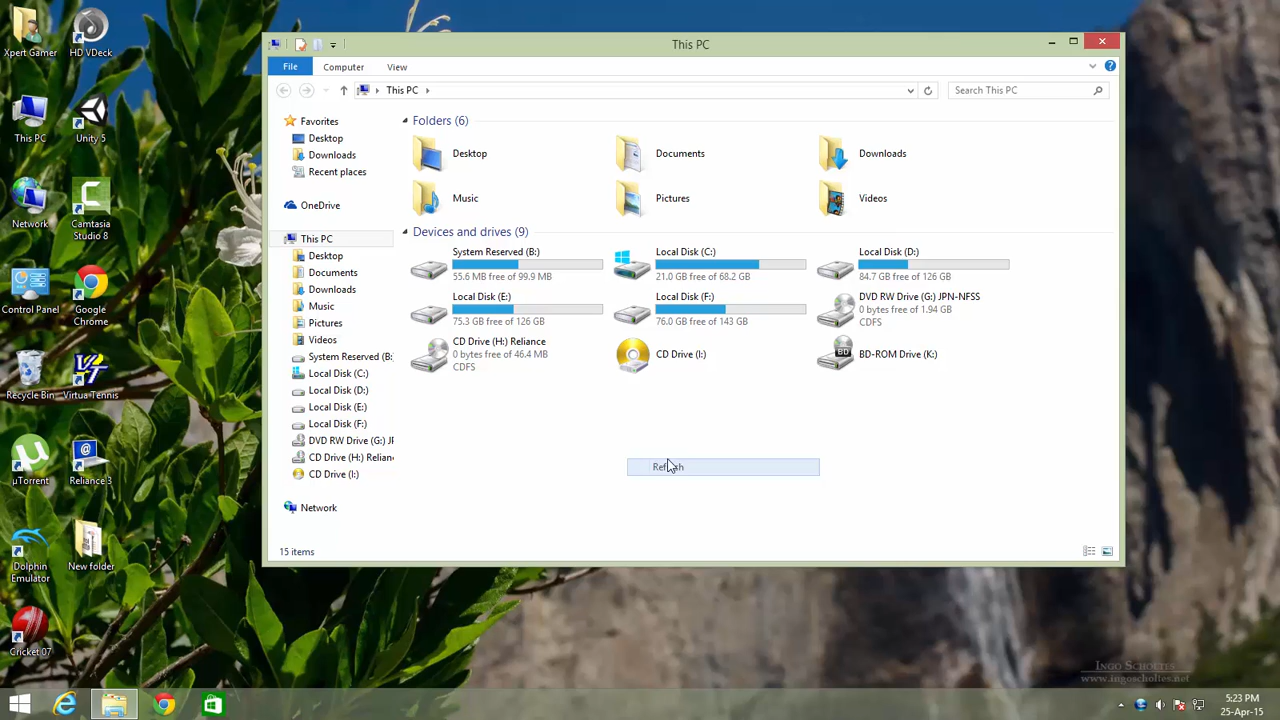 Xpert Gamer
HD VDeck
This PC
Unity 5
Network
Camtasia
Studio 8
Control Panel
Google
Chrome
Recycle Bin
Virtua Tennis
µTorrent
Reliance 3
Dolphin
Emulator
New folder
Cricket 07
This PC
File
Computer
View
This PC
Search This PC
Favorites
Desktop
Downloads
Recent places
OneDrive
This PC
Desktop
Documents
Downloads
Music
Pictures
Videos
System Reserved (B:
Local Disk (C:)
Local Disk (D:)
Local Disk (E:)
Local Disk (F:)
DVD RW Drive (G:) JP
CD Drive (H:) Relian
CD Drive (I:)
Network
Folders (6)
Desktop
Documents
Downloads
Music
Pictures
Videos
Devices and drives (9)
System Reserved (B:)
55.6 MB free of 99.9 MB
Local Disk (C:)
21.0 GB free of 68.2 GB
Local Disk (D:)
84.7 GB free of 126 GB
Local Disk (E:)
75.3 GB free of 126 GB
Local Disk (F:)
76.0 GB free of 143 GB
DVD RW Drive (G:) JPN-NFSS
0 bytes free of 1.94 GB
CDFS
CD Drive (H:) Reliance
0 bytes free of 46.4 MB
CDFS
CD Drive (I:)
BD
BD-ROM Drive (K:)
Refresh
15 items
INGO SCHOLTES
www.ingoscholtes.net
5:23 PM
25-Apr-15